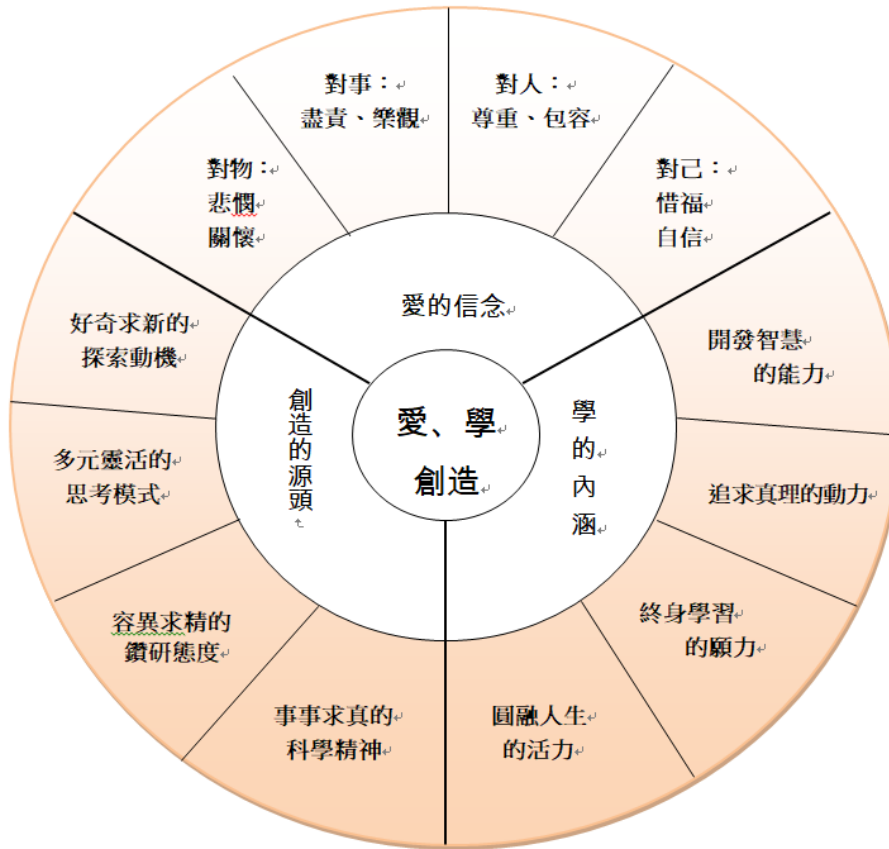 對事：
盡責、樂觀
對人：
尊重、包容
對物：
悲憫
關懷
對己：
惜福
自信
愛的信念
好奇求新的
探索動機
開發智慧
的能力
創造的源頭
愛、學
創造
學的內涵
多元靈活的
思考模式
追求真理的動力
容異求精的
鑽研態度
終身學習
的願力
事事求真的
科學精神
圓融人生
的活力